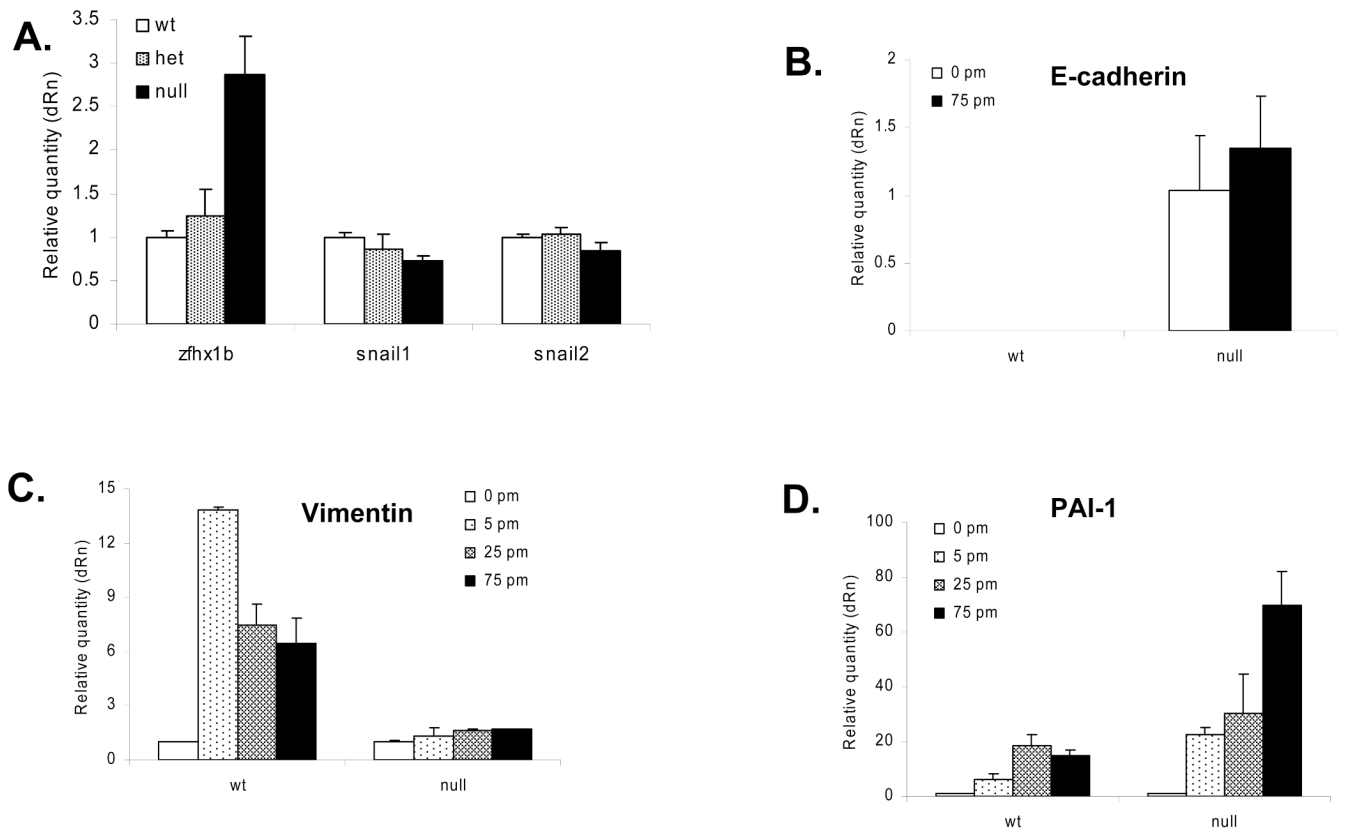 A.
Relative quantity (dRn)
3.5
3
2.5
2
1.5
1
0.5
0
wt
het
null
zfhx1b
snail1
snail2
B.
E-cadherin
Relative quantity (dRn)
2
1.5
1
0.5
0
0 pm
75 pm
wt
null
C.
Vimentin
Relative quantity (dRn)
15
12
9
6
3
0
0 pm
5 pm
25 pm
75 pm
wt
null
D.
PAI-1
Relative quantity (dRn)
100
80
60
40
20
0
0 pm
5 pm
25 pm
75 pm
wt
null